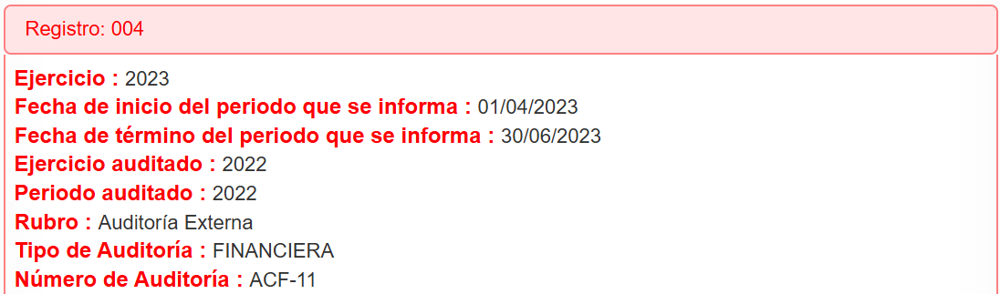 Registro: 004
Ejercicio : 2023
Fecha de inicio del periodo que se informa : 01/04/2023
Fecha de término del periodo que se informa : 30/06/2023
Ejercicio auditado : 2022
Periodo auditado : 2022
Rubro : Auditoría Externa
Tipo de Auditoría : FINANCIERA
Número de Auditoría : ACF-11